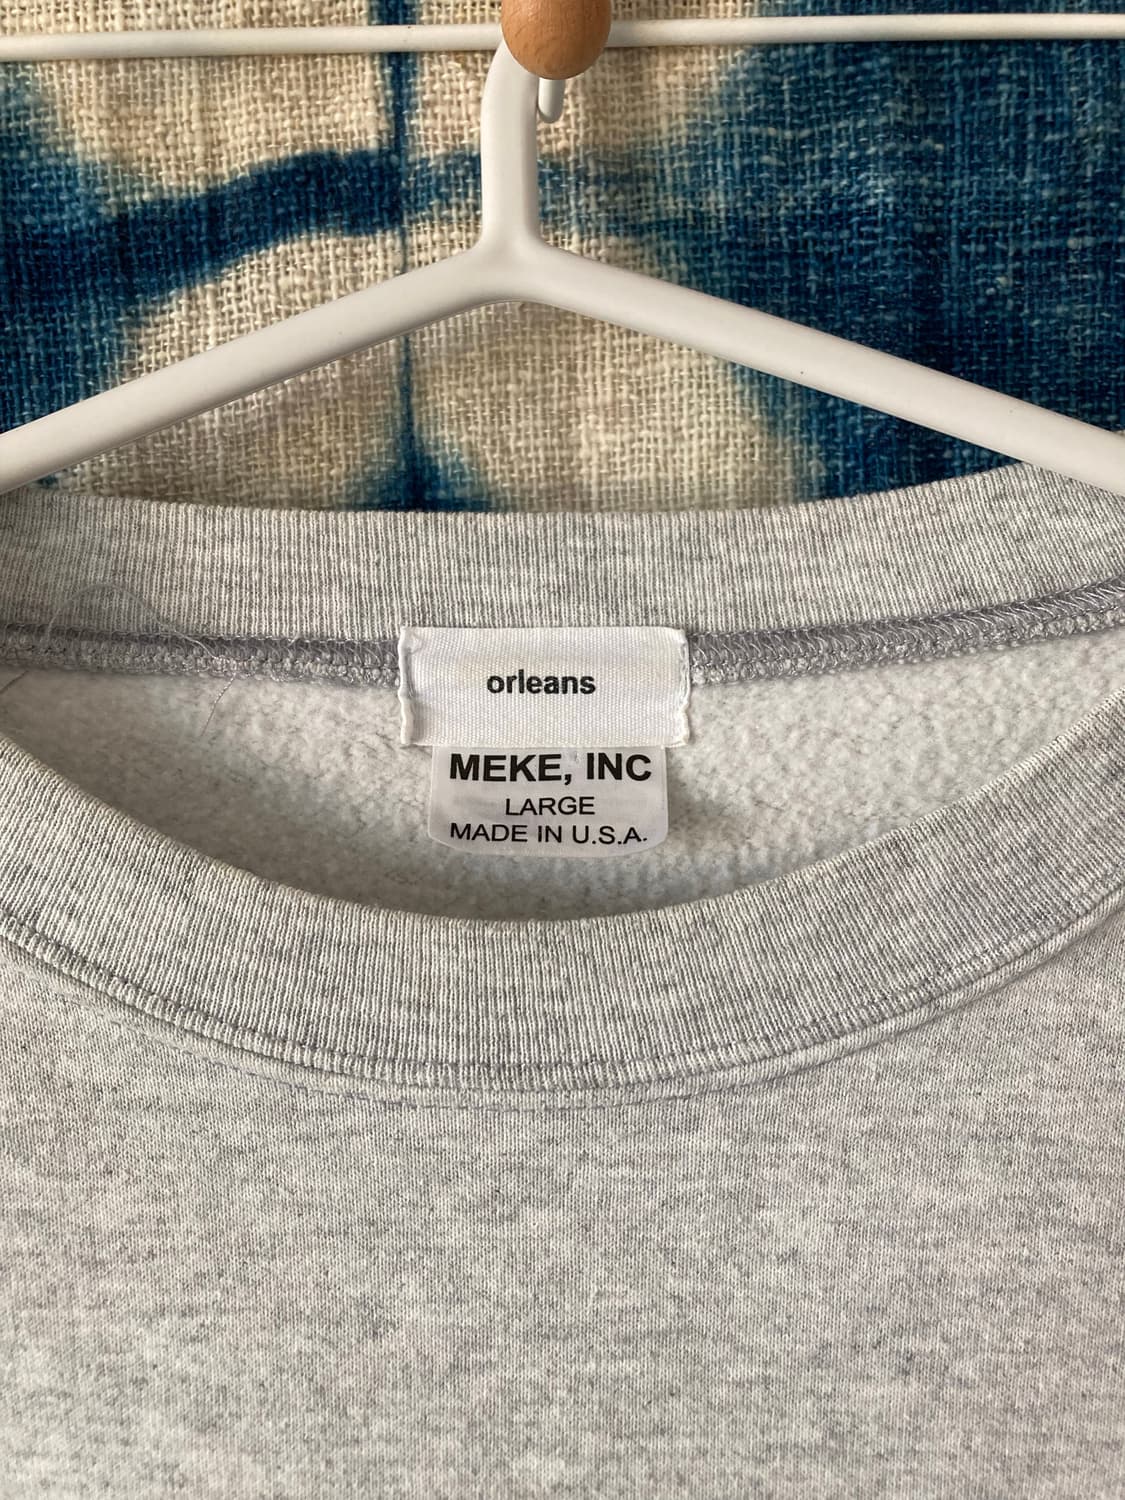 orleans
MEKE, INC
LARGE
MADE IN U.S.A.